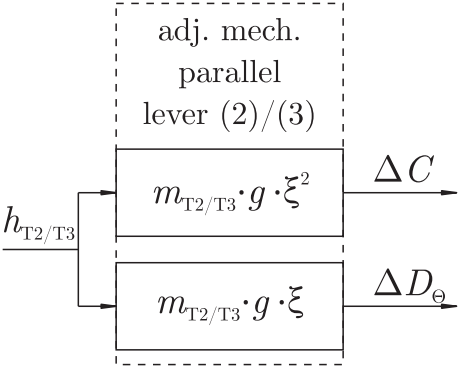 adj. mech.
parallel
lever (2)/(3)
m_T2/T3·g·ξ²
ΔC
h_T2/T3
m_T2/T3·g·ξ
ΔD_Θ